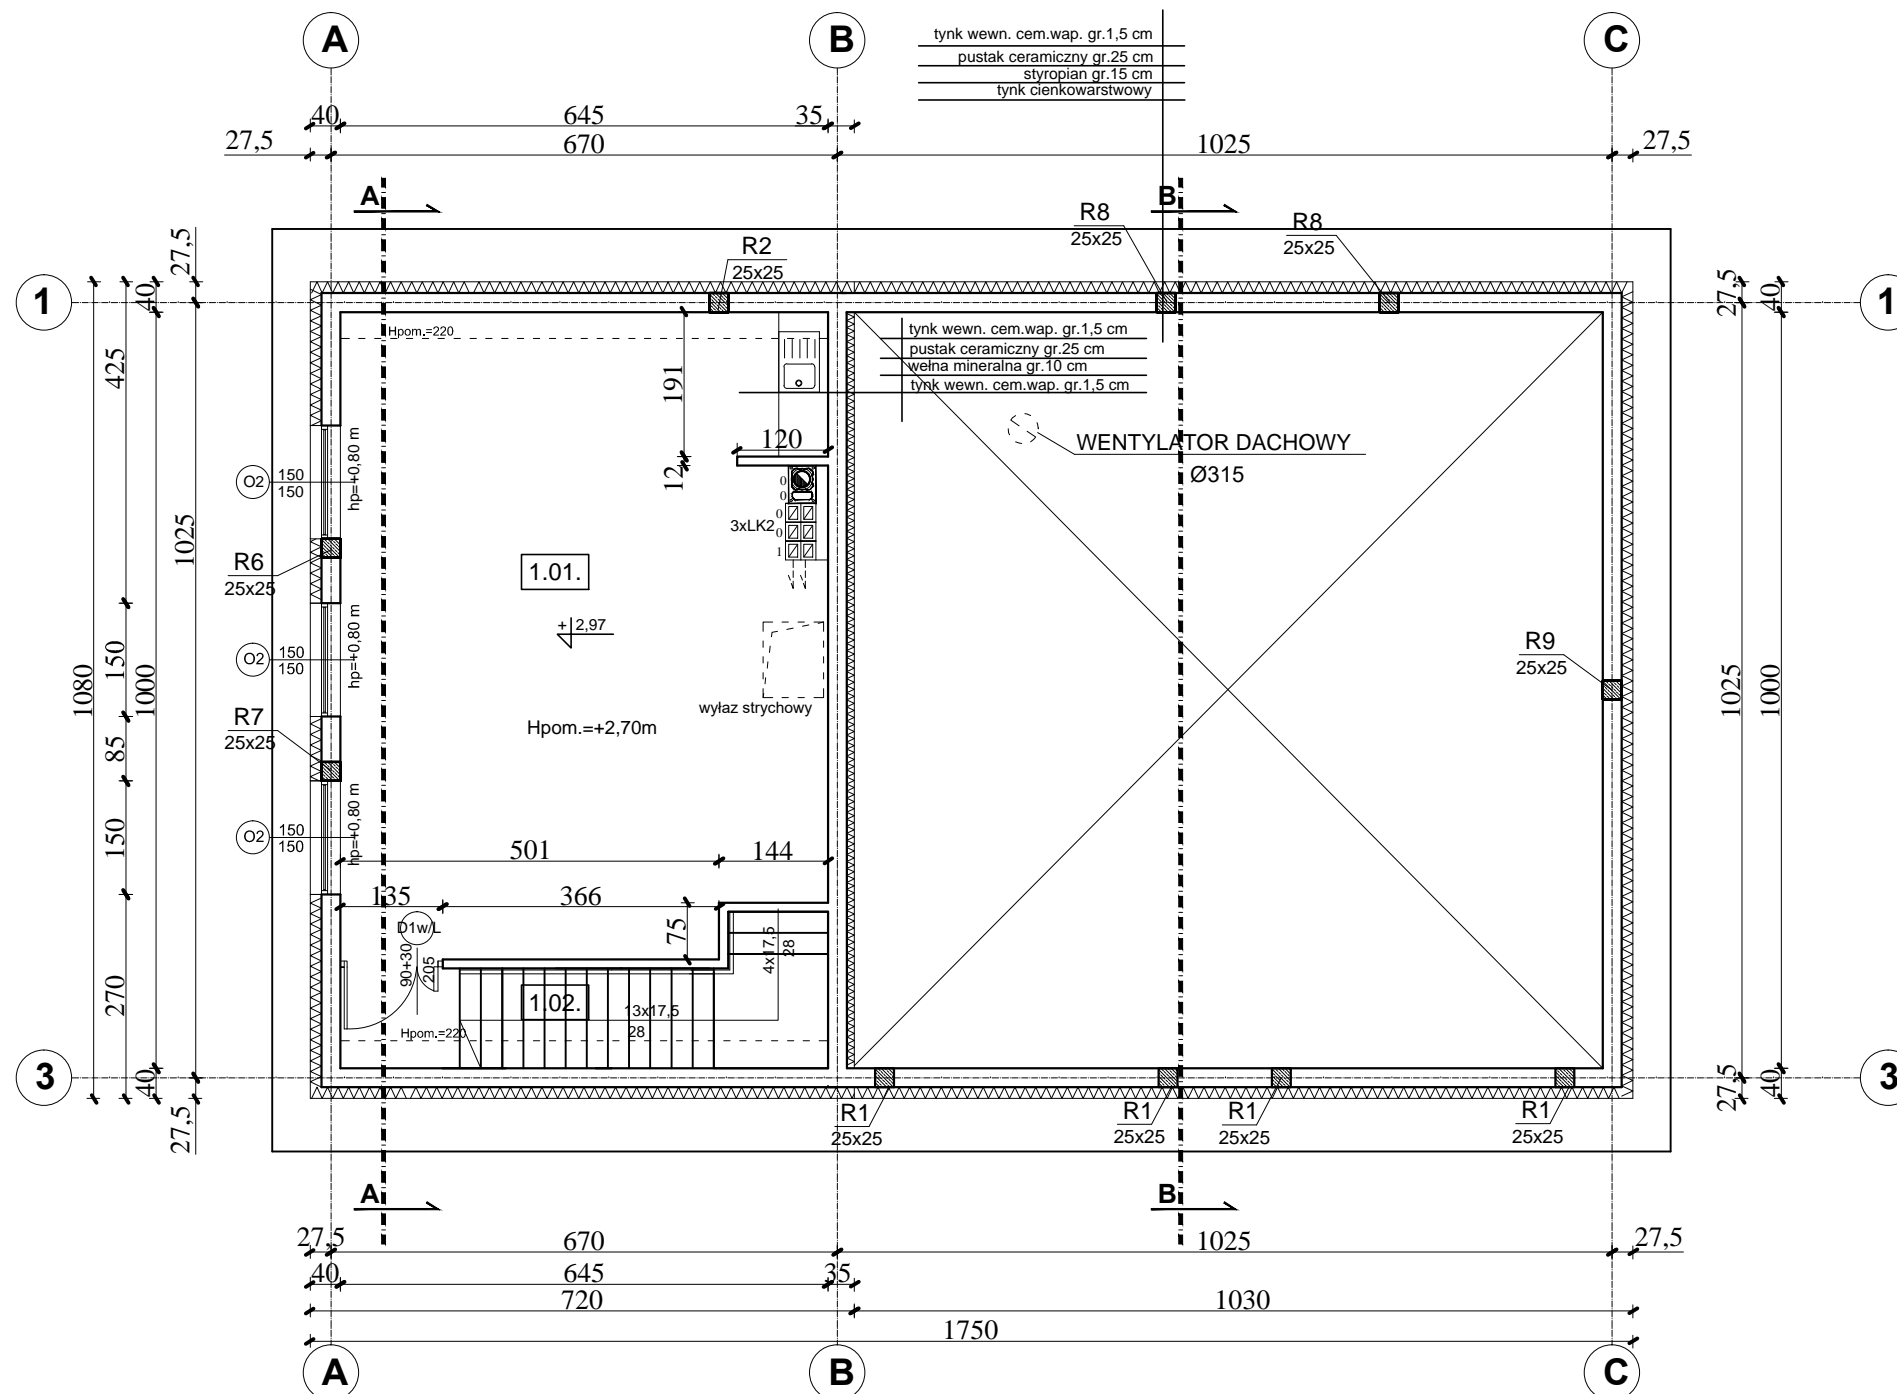 A
B
C
tynk wewn. cem.wap. gr.1,5 cm
pustak ceramiczny gr.25 cm
styropian gr.15 cm
tynk cienkowarstwowy
40
645
35
27,5
670
1025
27,5
A
B
R8
25x25
R8
25x25
R2
25x25
27,5
40
1
27,5
40
1
Hpom.=220
tynk wewn. cem.wap. gr.1,5 cm
pustak ceramiczny gr.25 cm
wełna mineralna gr.10 cm
tynk wewn. cem.wap. gr.1,5 cm
425
191
120
12
WENTYLATOR DACHOWY
Ø315
O2
150
150
hp=+0,80 m
0
0
0
0
1
3xLK2
1025
R6
25x25
1.01.
+ 2,97
O2
150
150
hp=+0,80 m
R9
25x25
1080
150
1000
1025
1000
wyłaz strychowy
Hpom.=+2,70m
R7
25x25
85
O2
150
150
hp=+0,80 m
150
501
144
135
366
75
D1w/L
90+30
205
4x17,5
28
270
1.02.
13x17,5
28
Hpom.=220
3
40
27,5
27,5
40
3
R1
25x25
R1
25x25
R1
25x25
R1
25x25
A
B
27,5
670
1025
27,5
40
645
35
720
1030
1750
A
B
C